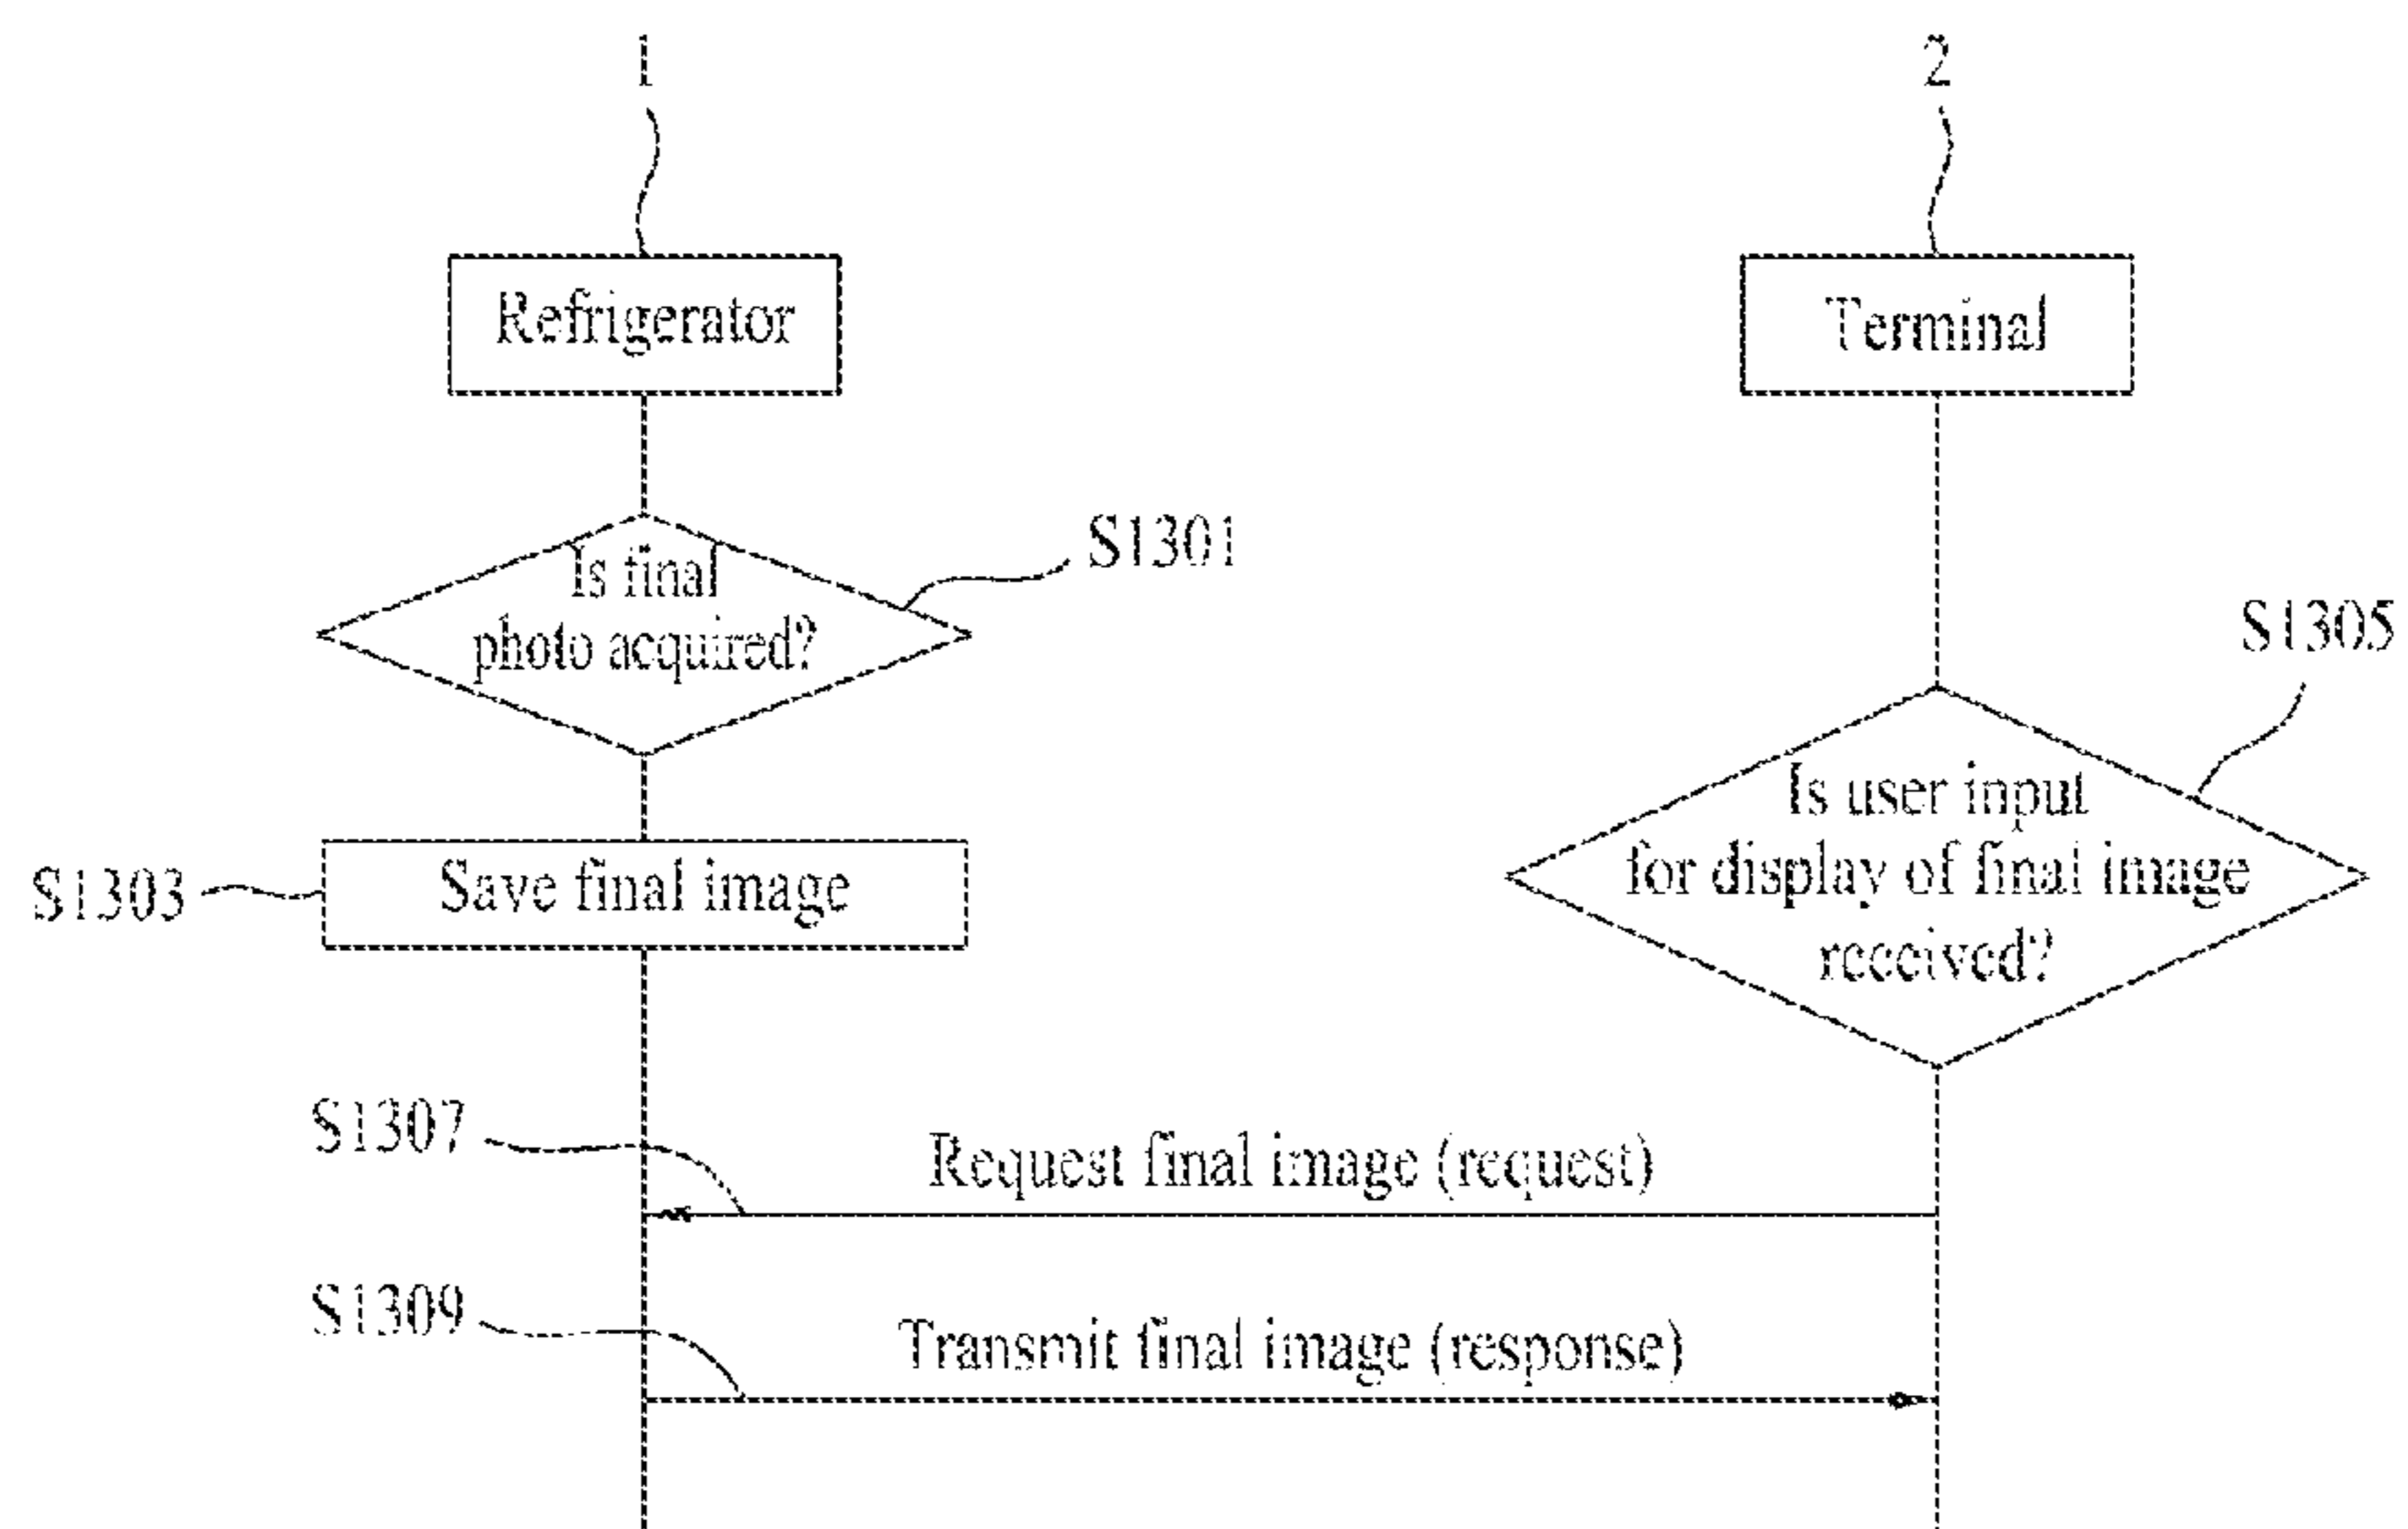 1
2
Refrigerator
Terminal
Is final
photo acquired?
S1301
S1305
Is user input
for display of final image
received?
Save final image
S1303
S1307
Request final image (request)
S1309
Transmit final image (response)